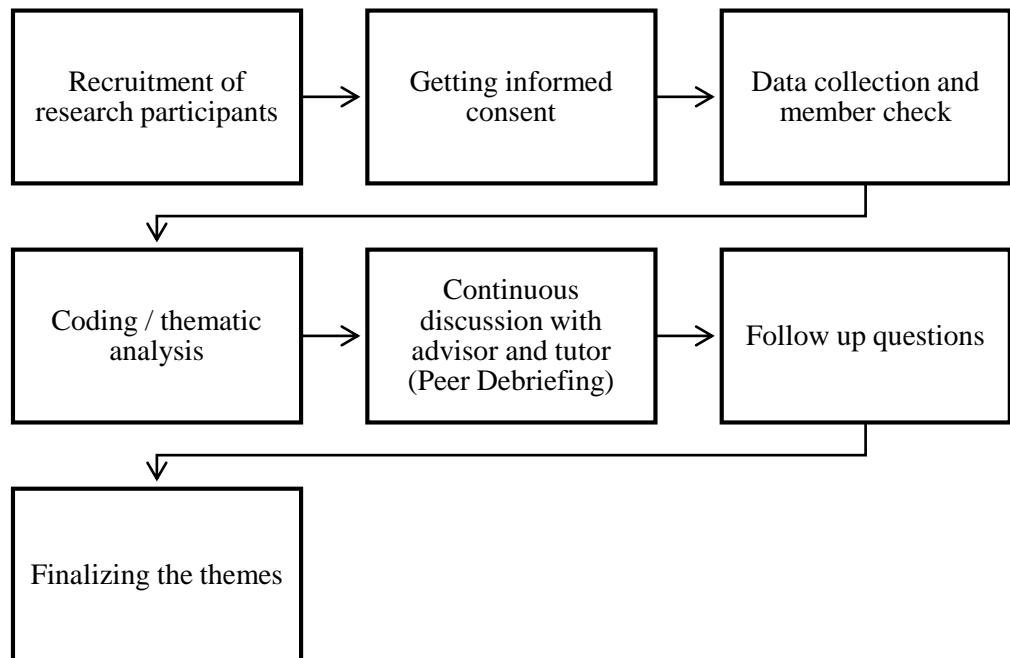 Recruitment of
research participants
Getting informed
consent
Data collection and
member check
Coding / thematic
analysis
Continuous
discussion with
advisor and tutor
(Peer Debriefing)
Follow up questions
Finalizing the themes